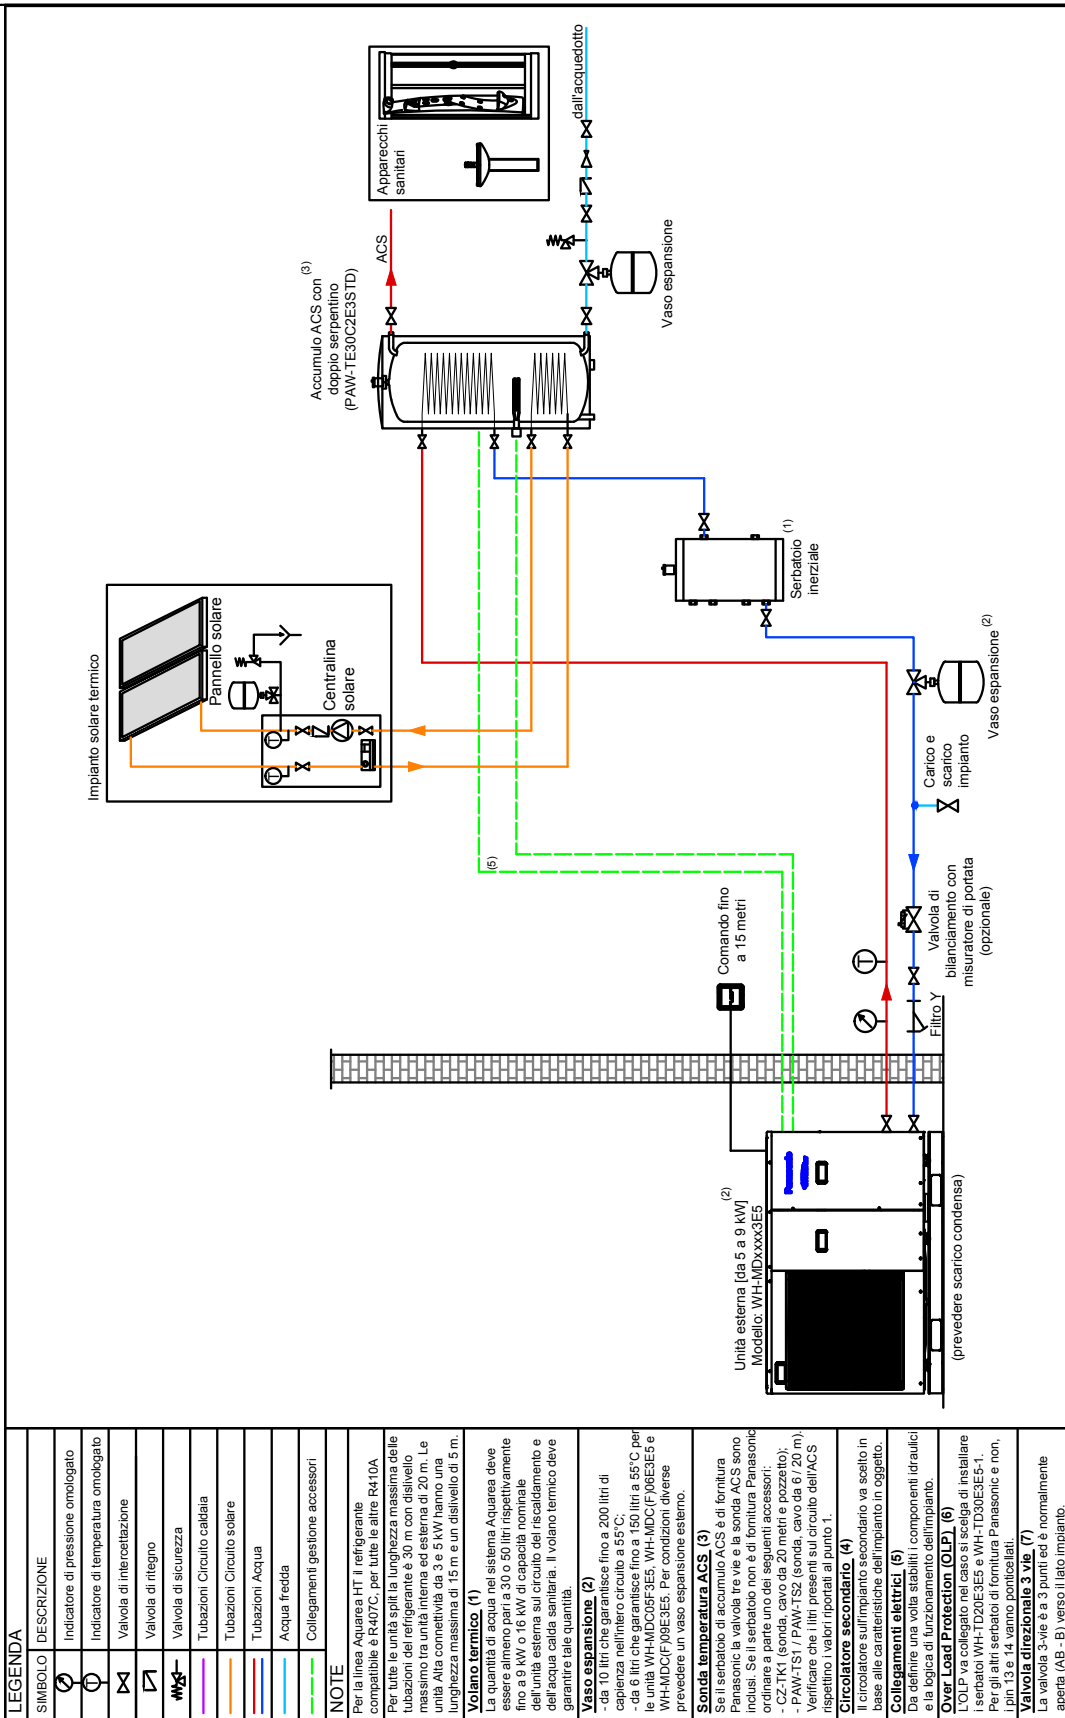 LEGENDA
SIMBOLO DESCRIZIONE
Indicatore di pressione omologato
Indicatore di temperatura omologato
Valvola di intercettazione
Valvola di ritegno
Valvola di sicurezza
Tubazioni Circuito caldaia
Tubazioni Circuito solare
Tubazioni Acqua
Acqua fredda
Collegamenti gestione accessori
NOTE
Per la linea Aquarea HT il refrigerante
compatibile è R407C, per tutte le altre R410A
Per tutte le unità split la lunghezza massima delle
tubazioni del refrigerante è 30 m con dislivello
massimo tra unità interna ed esterna di 20 m. Le
unità Alta connettività da 3 e 5 kW hanno una
lunghezza massima di 15 m e un dislivello di 5 m.
Volano termico (1)
La quantità di acqua nel sistema Aquarea deve
essere almeno pari a 30 o 50 litri rispettivamente
fino a 9 kW o 16 kW di capacità nominale
dell'unità esterna sul circuito del riscaldamento e
dell'acqua calda sanitaria. Il volano termico deve
garantire tale quantità.
Vaso espansione (2)
- da 10 litri che garantisce fino a 200 litri di
capienza nell'intero circuito a 55°C;
- da 6 litri che garantisce fino a 150 litri a 55°C per
le unità WH-MDC05F3E5, WH-MDC(F)06E3E5 e
WH-MDC(F)09E3E5. Per condizioni diverse
prevedere un vaso espansione esterno.
Sonda temperatura ACS (3)
Se il serbatoio di accumulo ACS è di fornitura
Panasonic la valvola tre vie e la sonda ACS sono
inclusi. Se il serbatoio non è di fornitura Panasonic
ordinare a parte uno dei seguenti accessori:
- CZ-TK1 (sonda, cavo da 20 metri e pozzetto);
- PAW-TS1 / PAW-TS2 (sonda, cavo da 6 / 20 m).
Verificare che i litri presenti sul circuito dell'ACS
rispettino i valori riportati al punto 1.
Circolatore secondario (4)
Il circolatore sull'impianto secondario va scelto in
base alle caratteristiche dell'impianto in oggetto.
Collegamenti elettrici (5)
Da definire una volta stabiliti i componenti idraulici
e la logica di funzionamento dell'impianto.
Over Load Protection (OLP) (6)
L'OLP va collegato nel caso si scelga di installare
i serbatoi WH-TD20E3E5 e WH-TD30E3E5-1.
Per gli altri serbatoi di fornitura Panasonic e non,
i pin 13 e 14 vanno ponticellati.
Valvola direzionale 3 vie (7)
La valvola 3-vie è a 3 punti ed è normalmente
aperta (AB - B) verso il lato impianto.
Impianto solare termico
Pannello solare
Centralina
solare
T
T
Accumulo ACS con (3)
doppio serpentino
(PAW-TE30C2E3STD)
ACS
Apparecchi
sanitari
dall'acquedotto
Vaso espansione
Serbatoio (1)
inerziale
(5)
Comando fino
a 15 metri
Unità esterna [da 5 a 9 kW] (2)
Modello: WH-MDxxxx3E5
Panasonic
(prevedere scarico condensa)
T
Filtro Y
Valvola di
bilanciamento con
misuratore di portata
(opzionale)
Carico e
scarico
impianto
Vaso espansione (2)